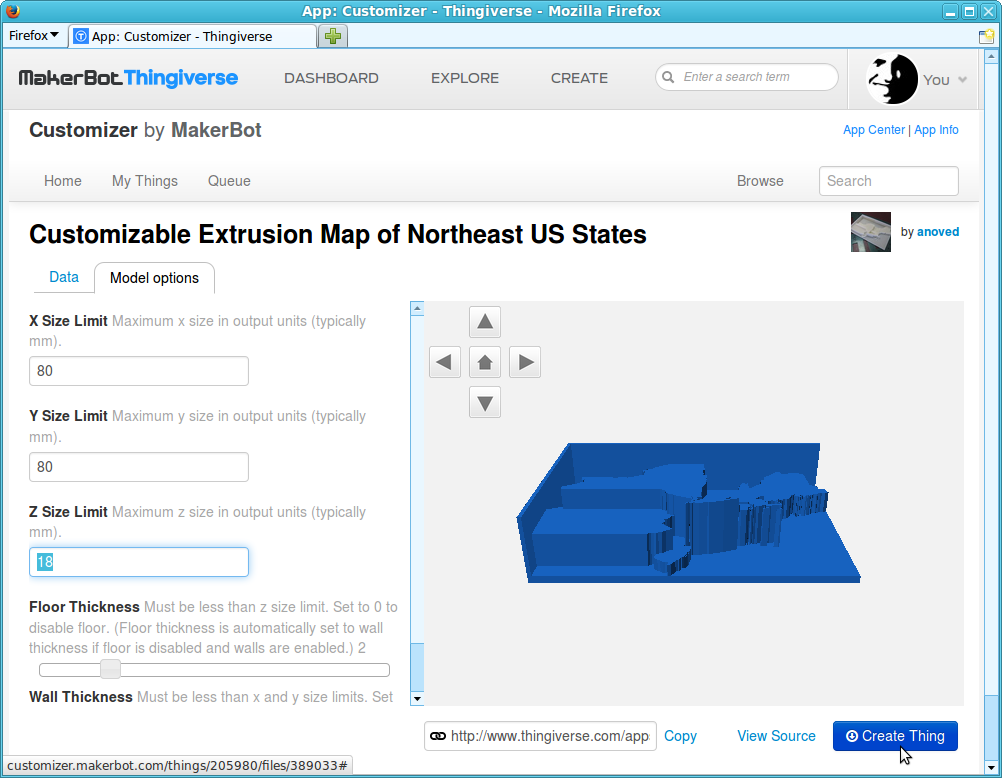 App: Customizer - Thingiverse - Mozilla Firefox
Firefox
App: Customizer - Thingiverse
MakerBot Thingiverse
DASHBOARD
EXPLORE
CREATE
Enter a search term
You
Customizer by MakerBot
App Center | App Info
Home
My Things
Queue
Browse
Search
Customizable Extrusion Map of Northeast US States
by anoved
Data
Model options
X Size Limit Maximum x size in output units (typically
mm).
80
Y Size Limit Maximum y size in output units (typically
mm).
80
Z Size Limit Maximum z size in output units (typically
mm).
18
Floor Thickness Must be less than z size limit. Set to 0 to
disable floor. (Floor thickness is automatically set to wall
thickness if floor is disabled and walls are enabled.) 2
Wall Thickness Must be less than x and y size limits. Set
http://www.thingiverse.com/app
Copy
View Source
Create Thing
customizer.makerbot.com/things/205980/files/389033#